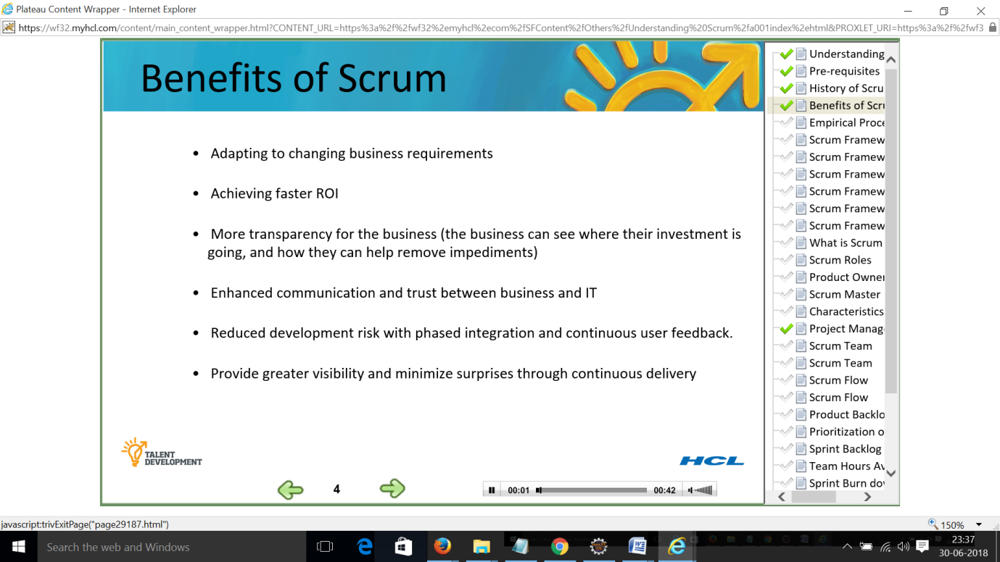 Plateau Content Wrapper - Internet Explorer
https://wf32.myhcl.com/content/main_content_wrapper.html?CONTENT_URL=https%3a%2f%2fwf32%2emyhcl%2ecom%2fSFContent%2fOthers%2fUnderstanding%20Scrum%2fa001index%2ehtml&PROXLET_URI=https%3a%2f%2fwf3
Benefits of Scrum
• Adapting to changing business requirements
• Achieving faster ROI
• More transparency for the business (the business can see where their investment is
going, and how they can help remove impediments)
• Enhanced communication and trust between business and IT
• Reduced development risk with phased integration and continuous user feedback.
• Provide greater visibility and minimize surprises through continuous delivery
TALENT
DEVELOPMENT
HCL
4
00:01
00:42
Understanding
Pre-requisites
History of Scru
Benefits of Scru
Empirical Proce
Scrum Framew
Scrum Framew
Scrum Framew
Scrum Framew
Scrum Framew
Scrum Framew
What is Scrum
Scrum Roles
Product Owner
Scrum Master
Characteristics
Project Manag
Scrum Team
Scrum Team
Scrum Flow
Scrum Flow
Product Backlo
Prioritization o
Sprint Backlog
Team Hours Av
Sprint Burn dov
javascript:trivExitPage("page29187.html")
150%
Search the web and Windows
23:37
30-06-2018